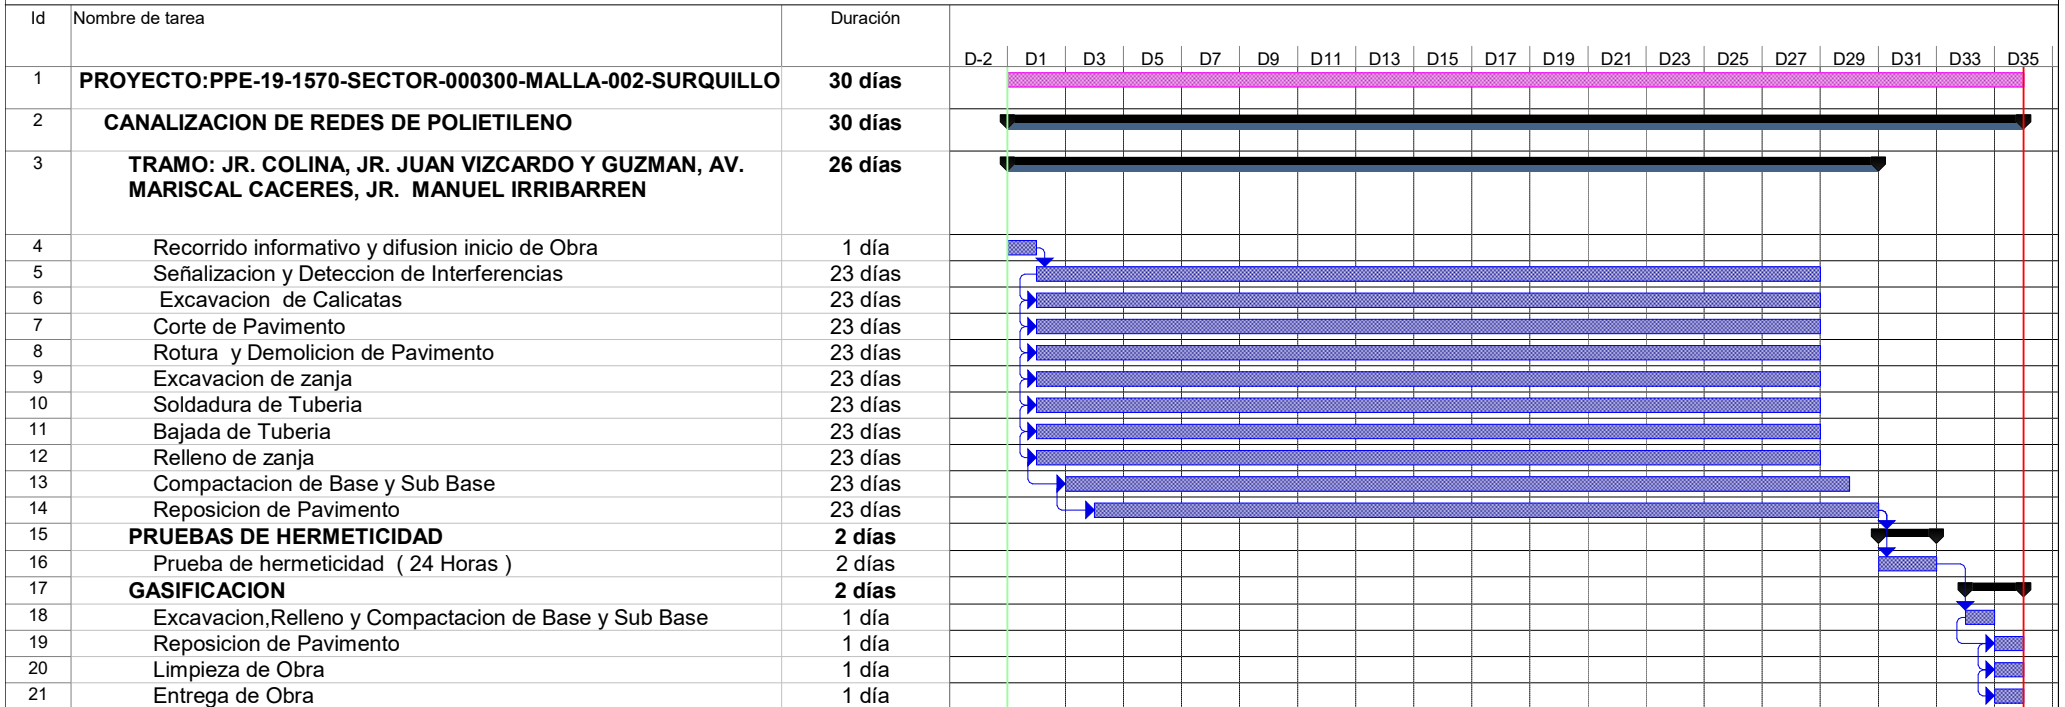 Id Nombre de tarea Duración
D-2 D1 D3 D5 D7 D9 D11 D13 D15 D17 D19 D21 D23 D25 D27 D29 D31 D33 D35
1 PROYECTO:PPE-19-1570-SECTOR-000300-MALLA-002-SURQUILLO 30 días
2 CANALIZACION DE REDES DE POLIETILENO 30 días
3 TRAMO: JR. COLINA, JR. JUAN VIZCARDO Y GUZMAN, AV. 26 días
MARISCAL CACERES, JR. MANUEL IRRIBARREN
4 Recorrido informativo y difusion inicio de Obra 1 día
5 Señalizacion y Deteccion de Interferencias 23 días
6 Excavacion de Calicatas 23 días
7 Corte de Pavimento 23 días
8 Rotura y Demolicion de Pavimento 23 días
9 Excavacion de zanja 23 días
10 Soldadura de Tuberia 23 días
11 Bajada de Tuberia 23 días
12 Relleno de zanja 23 días
13 Compactacion de Base y Sub Base 23 días
14 Reposicion de Pavimento 23 días
15 PRUEBAS DE HERMETICIDAD 2 días
16 Prueba de hermeticidad ( 24 Horas ) 2 días
17 GASIFICACION 2 días
18 Excavacion,Relleno y Compactacion de Base y Sub Base 1 día
19 Reposicion de Pavimento 1 día
20 Limpieza de Obra 1 día
21 Entrega de Obra 1 día